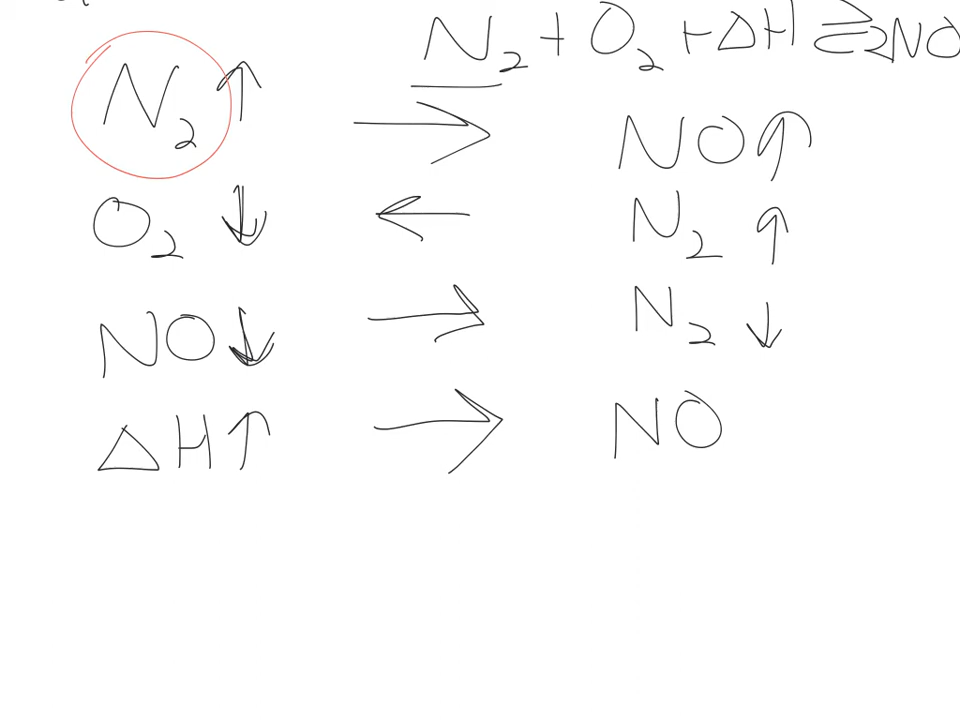 N₂ + O₂ + ΔH ⇄ 2NO
N₂ ↑ → NO ↑
O₂ ↓ ← N₂ ↑
NO ↓ → N₂ ↓
ΔH ↑ → NO